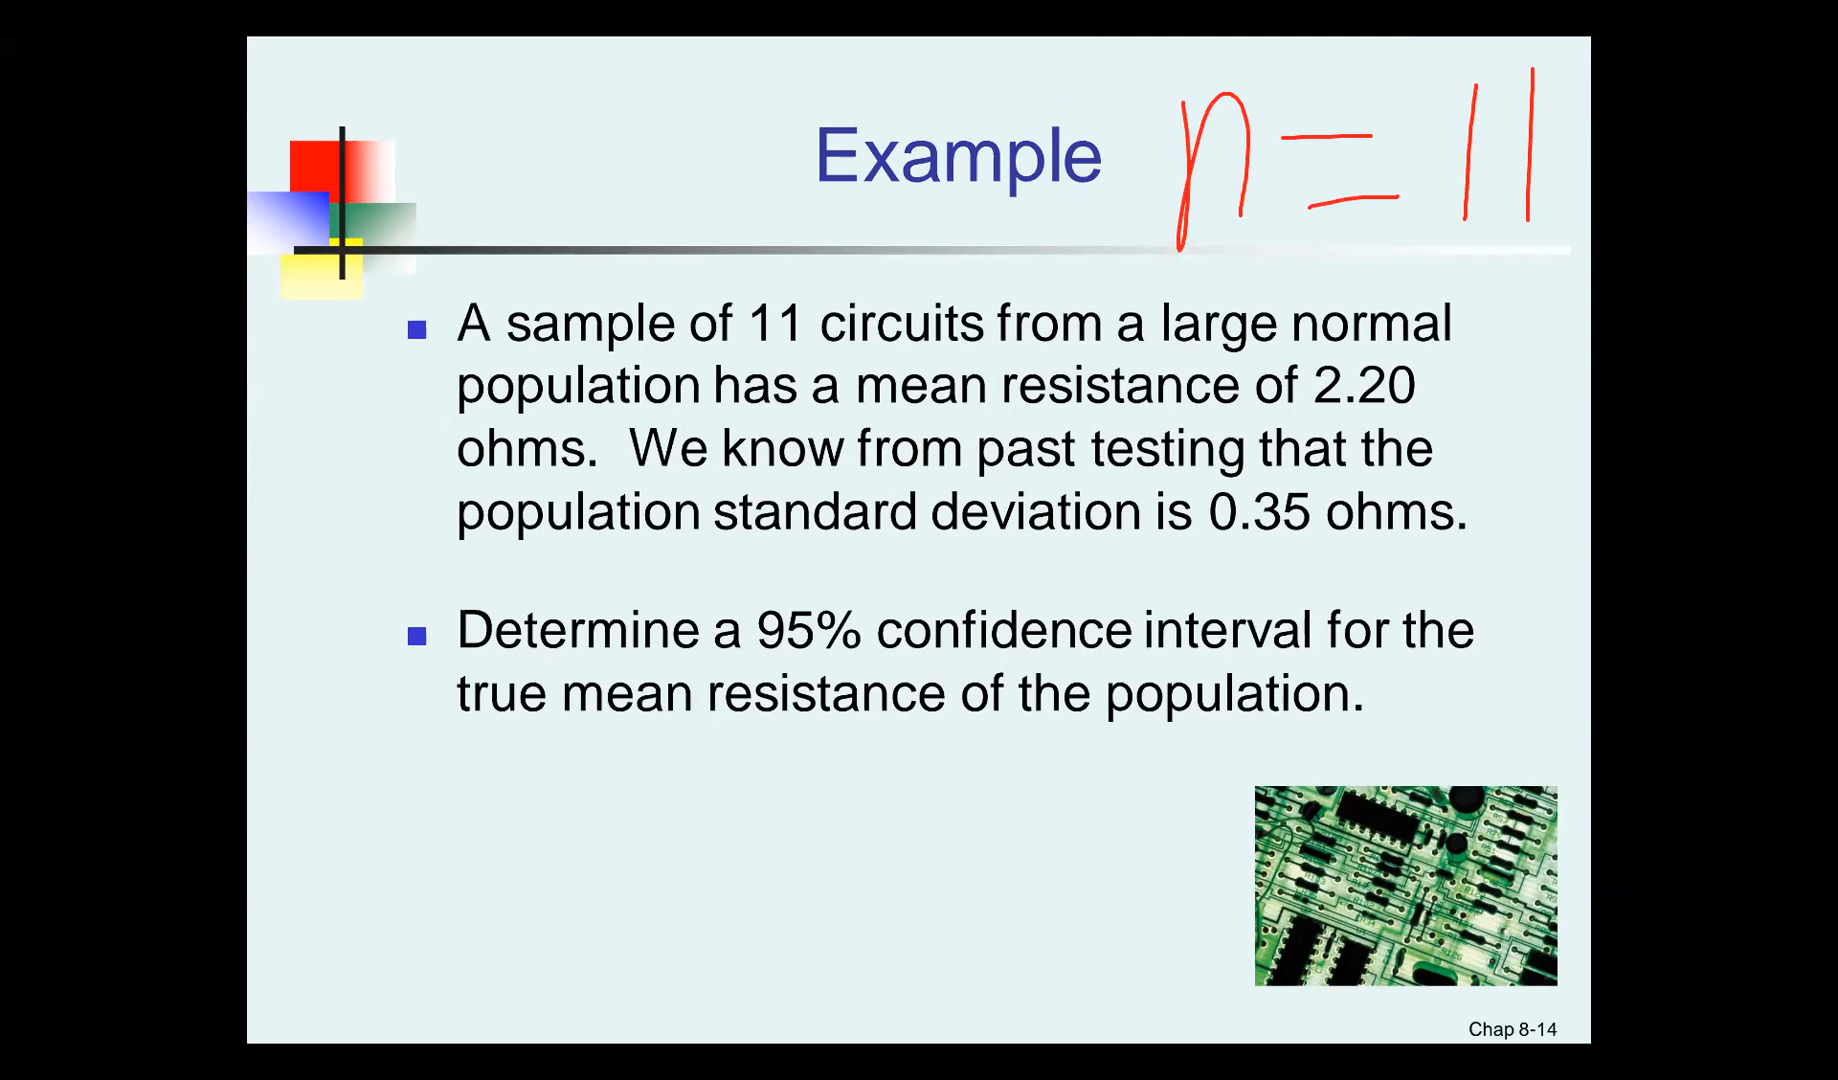 Example n = 11
A sample of 11 circuits from a large normal
population has a mean resistance of 2.20
ohms. We know from past testing that the
population standard deviation is 0.35 ohms.
Determine a 95% confidence interval for the
true mean resistance of the population.
Chap 8-14